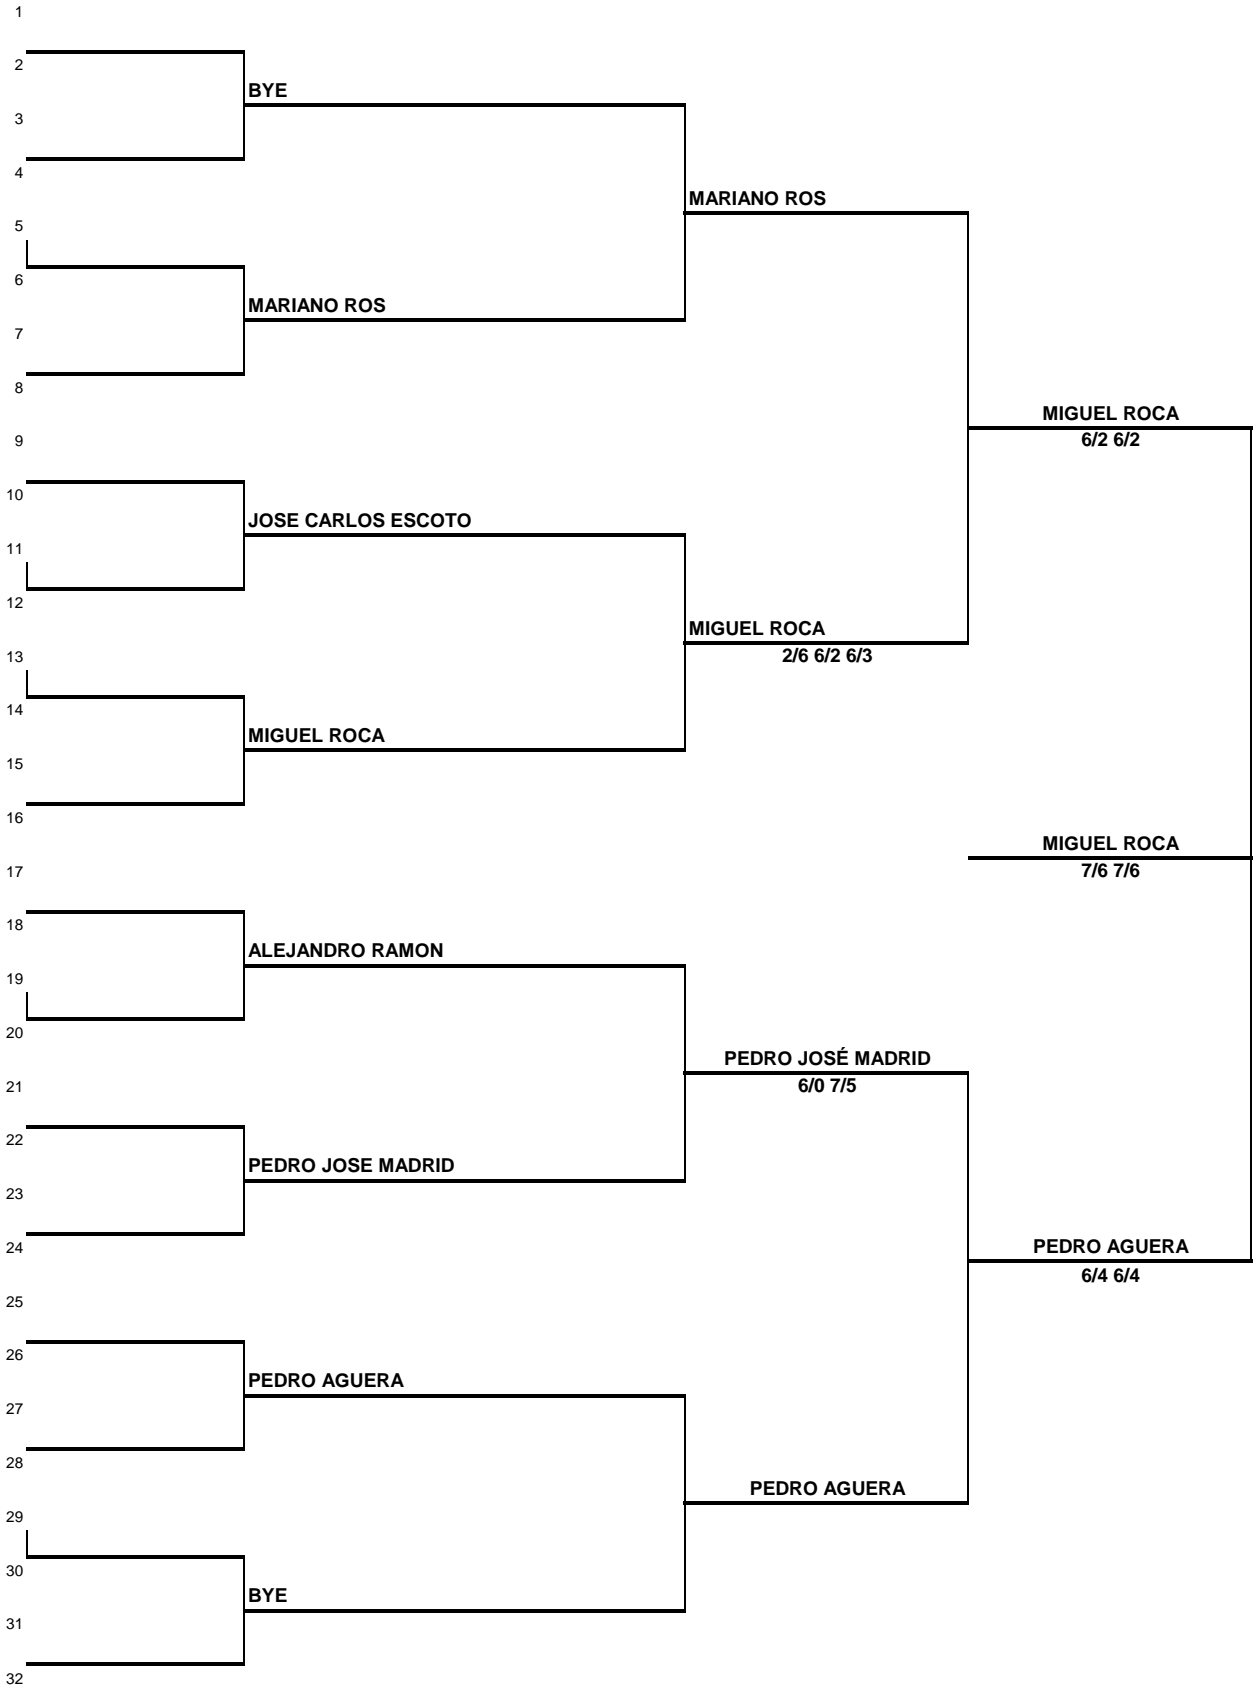 1
2
BYE
3
4
MARIANO ROS
5
6
MARIANO ROS
7
8
MIGUEL ROCA
9
6/2 6/2
10
JOSE CARLOS ESCOTO
11
12
MIGUEL ROCA
13
2/6 6/2 6/3
14
MIGUEL ROCA
15
16
MIGUEL ROCA
17
7/6 7/6
18
ALEJANDRO RAMON
19
20
PEDRO JOSÉ MADRID
21
6/0 7/5
22
PEDRO JOSE MADRID
23
24
PEDRO AGUERA
6/4 6/4
25
26
PEDRO AGUERA
27
28
PEDRO AGUERA
29
30
BYE
31
32